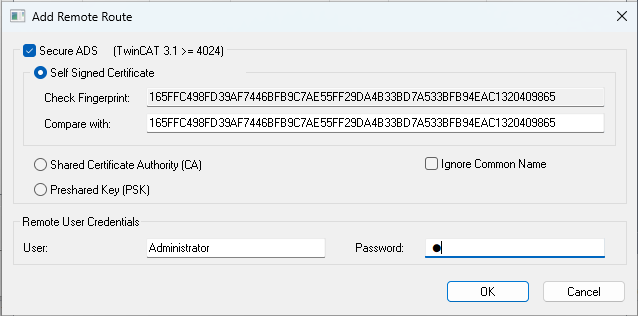 Add Remote Route
Secure ADS (TwinCAT 3.1 >= 4024)
Self Signed Certificate
Check Fingerprint: 165FFC498FD39AF7446BFB9C7AE55FF29DA4B33BD7A533BFB94EAC1320409865
Compare with: 165FFC498FD39AF7446BFB9C7AE55FF29DA4B33BD7A533BFB94EAC1320409865
Shared Certificate Authority (CA) Ignore Common Name
Preshared Key (PSK)
Remote User Credentials
User: Administrator Password: ●
OK Cancel